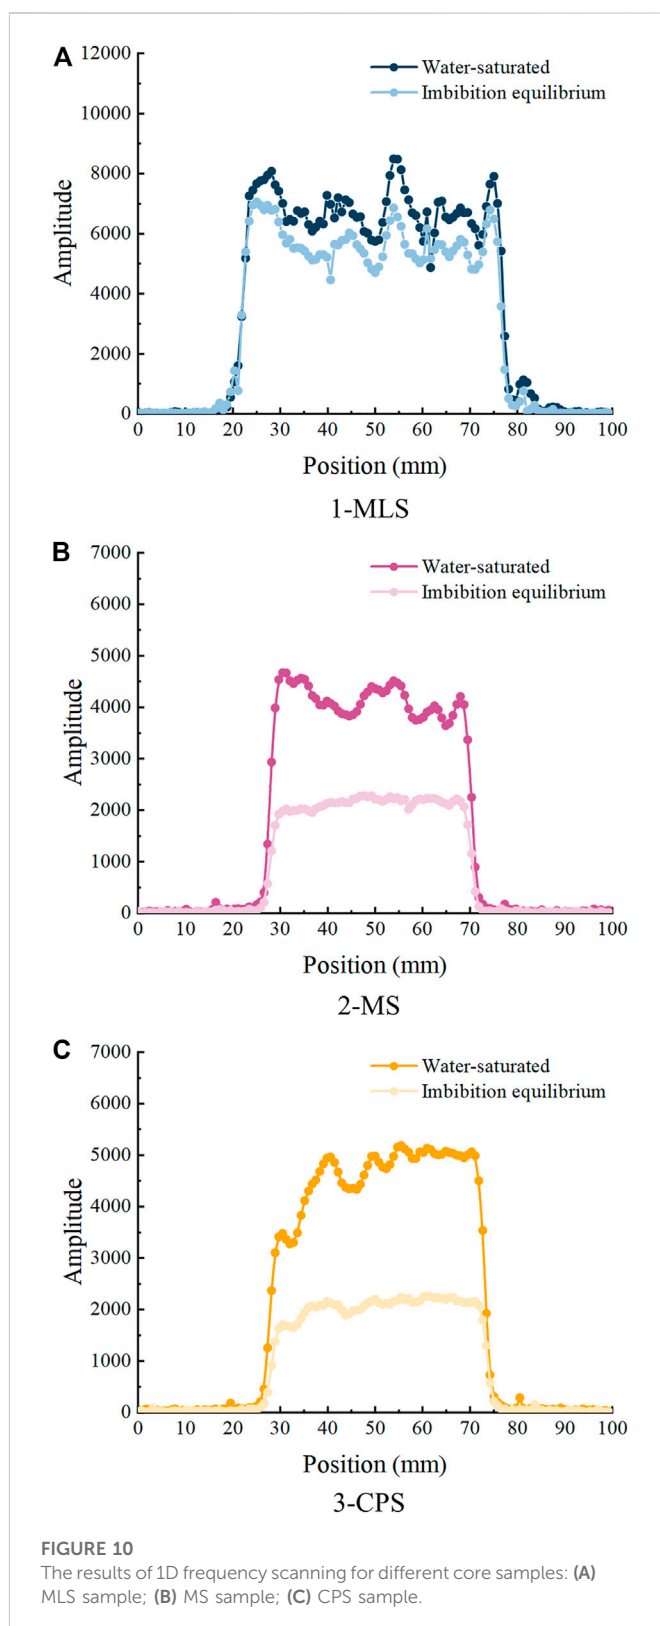 A
Water-saturated
Imbibition equilibrium
12000
10000
8000
6000
4000
2000
0
Amplitude
0 10 20 30 40 50 60 70 80 90 100
Position (mm)
1-MLS
B
Water-saturated
Imbibition equilibrium
7000
6000
5000
4000
3000
2000
1000
0
Amplitude
0 10 20 30 40 50 60 70 80 90 100
Position (mm)
2-MS
C
Water-saturated
Imbibition equilibrium
7000
6000
5000
4000
3000
2000
1000
0
Amplitude
0 10 20 30 40 50 60 70 80 90 100
Position (mm)
3-CPS
FIGURE 10
The results of 1D frequency scanning for different core samples: (A)
MLS sample; (B) MS sample; (C) CPS sample.